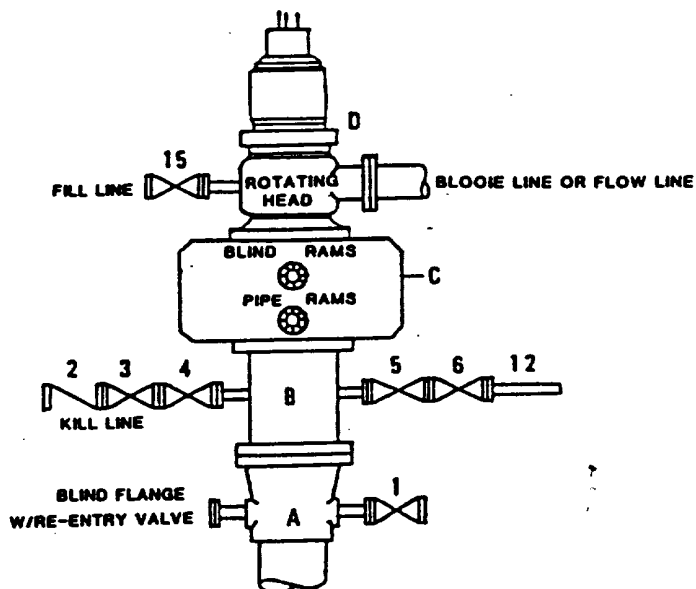 D
15
FILL LINE
ROTATING
HEAD
BLOOIE LINE OR FLOW LINE
BLIND RAMS
C
PIPE RAMS
2 3 4
5 6 12
B
KILL LINE
BLIND FLANGE
W/RE-ENTRY VALVE
A
1